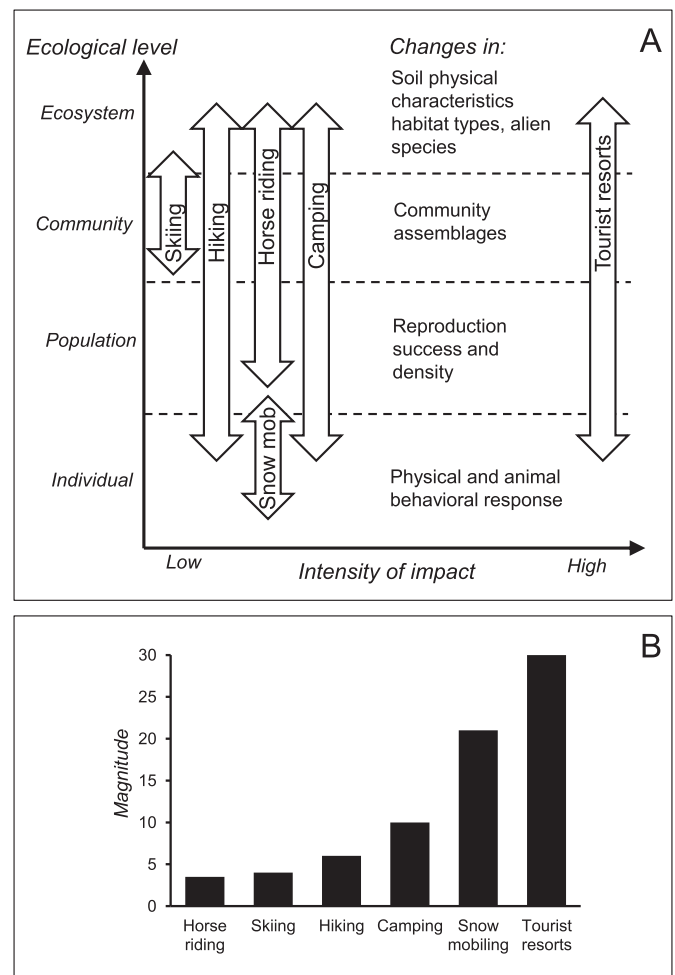 A
Ecological level
Changes in:
Soil physical
characteristics
habitat types, alien
species
Ecosystem
Community
Community
assemblages
Population
Reproduction
success and
density
Individual
Physical and animal
behavioral response
Skiing
Hiking
Horse riding
Snow mob
Camping
Tourist resorts
Low
Intensity of impact
High
B
Magnitude
30
25
20
15
10
5
0
Horse
riding
Skiing
Hiking
Camping
Snow
mobiling
Tourist
resorts